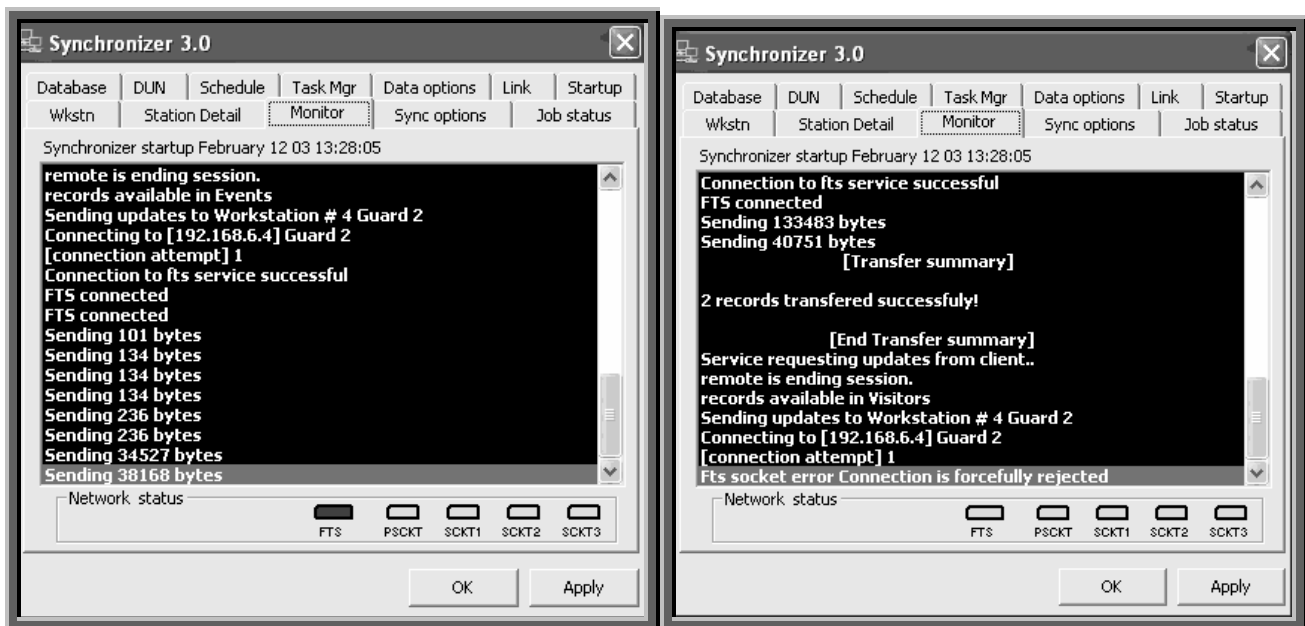 Synchronizer 3.0
Database DUN Schedule Task Mgr Data options Link Startup
Wkstn Station Detail Monitor Sync options Job status
Synchronizer startup February 12 03 13:28:05
remote is ending session.
records available in Events
Sending updates to Workstation # 4 Guard 2
Connecting to [192.168.6.4] Guard 2
[connection attempt] 1
Connection to fts service successful
FTS connected
FTS connected
Sending 101 bytes
Sending 134 bytes
Sending 134 bytes
Sending 134 bytes
Sending 236 bytes
Sending 236 bytes
Sending 34527 bytes
Sending 38168 bytes
Network status
FTS PSCKT SCKT1 SCKT2 SCKT3
OK Apply
Synchronizer 3.0
Database DUN Schedule Task Mgr Data options Link Startup
Wkstn Station Detail Monitor Sync options Job status
Synchronizer startup February 12 03 13:28:05
Connection to fts service successful
FTS connected
Sending 133483 bytes
Sending 40751 bytes
[Transfer summary]
2 records transfered successfuly!
[End Transfer summary]
Service requesting updates from client..
remote is ending session.
records available in Visitors
Sending updates to Workstation # 4 Guard 2
Connecting to [192.168.6.4] Guard 2
[connection attempt] 1
Fts socket error Connection is forcefully rejected
Network status
FTS PSCKT SCKT1 SCKT2 SCKT3
OK Apply